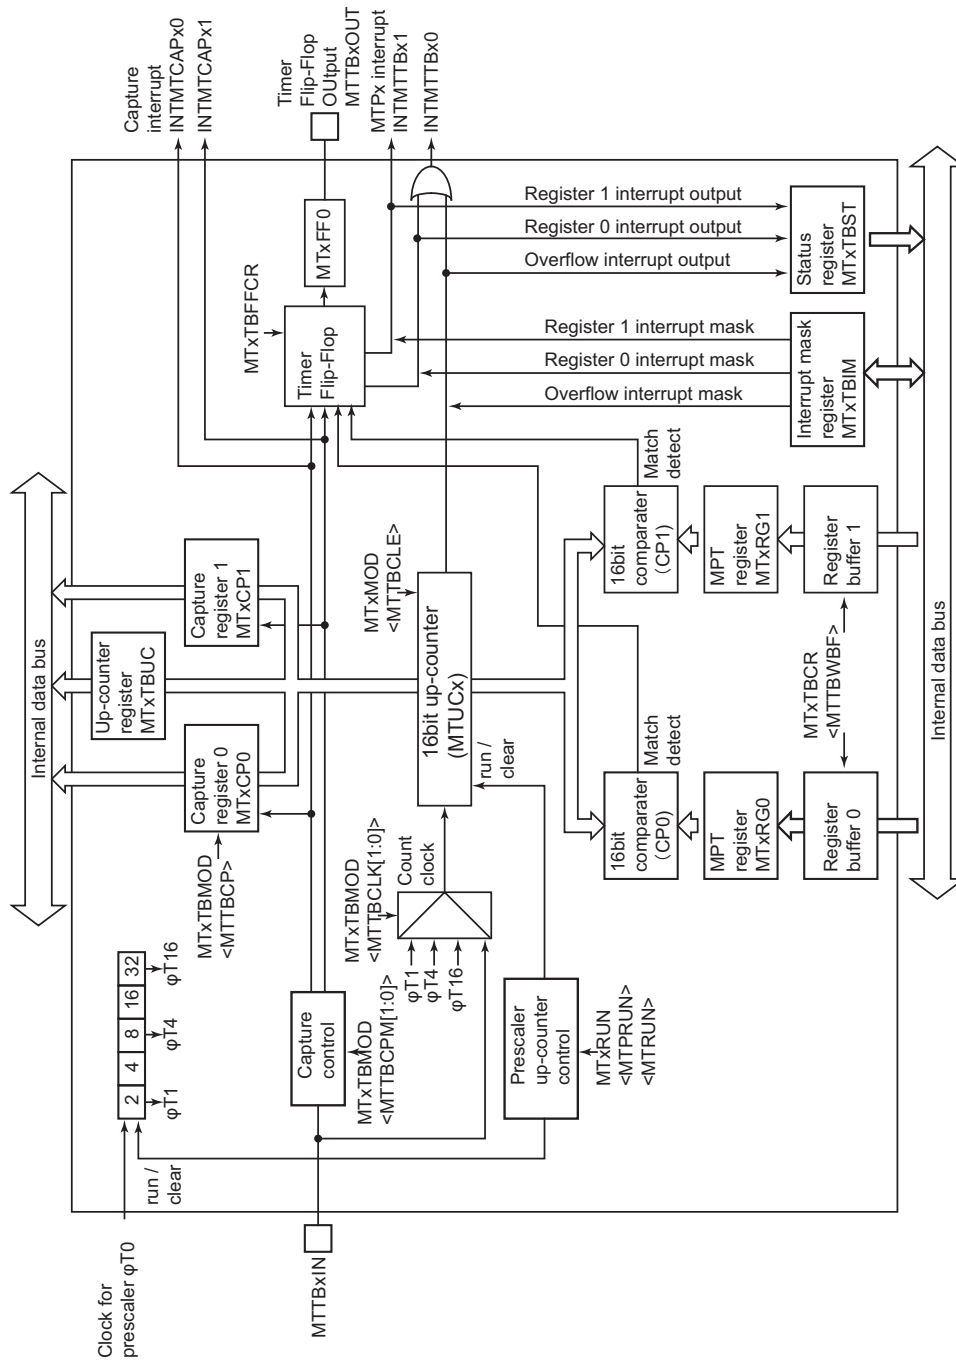 Internal data bus
Clock for
prescaler φT0
run /
clear
2
4
8
16
32
φT1
φT4
φT16
MTxTBMOD
<MTTBCP>
Capture
register 0
MTxCP0
Up-counter
register
MTxTBUC
Capture
register 1
MTxCP1
Capture
interrupt
INTMTCAPx0
INTMTCAPx1
MTTBxIN
Capture
control
MTxTBMOD
<MTTBCPM[1:0]>
MTxTBFFCR
Timer
Flip-Flop
MTxFF0
Timer
Flip-Flop
OUtput
MTTBxOUT
MTPx interrupt
INTMTTBx1
INTMTTBx0
MTxTBMOD
<MTTBCLK[1:0]>
φT1
φT4
φT16
Count
clock
16bit up-counter
(MTUCx)
run /
clear
MTxMOD
<MTTBCLE>
Prescaler
up-counter
control
MTxRUN
<MTPRUN>
<MTRUN>
Register 1 interrupt output
Register 0 interrupt output
Overflow interrupt output
Register 1 interrupt mask
Register 0 interrupt mask
Overflow interrupt mask
Match
detect
16bit
comparater
(CP0)
MPT
register
MTxRG0
Register
buffer 0
MTxTBCR
<MTTBWBF>
Match
detect
16bit
comparater
(CP1)
MPT
register
MTxRG1
Register
buffer 1
Interrupt mask
register
MTxTBIM
Status
register
MTxTBST
Internal data bus